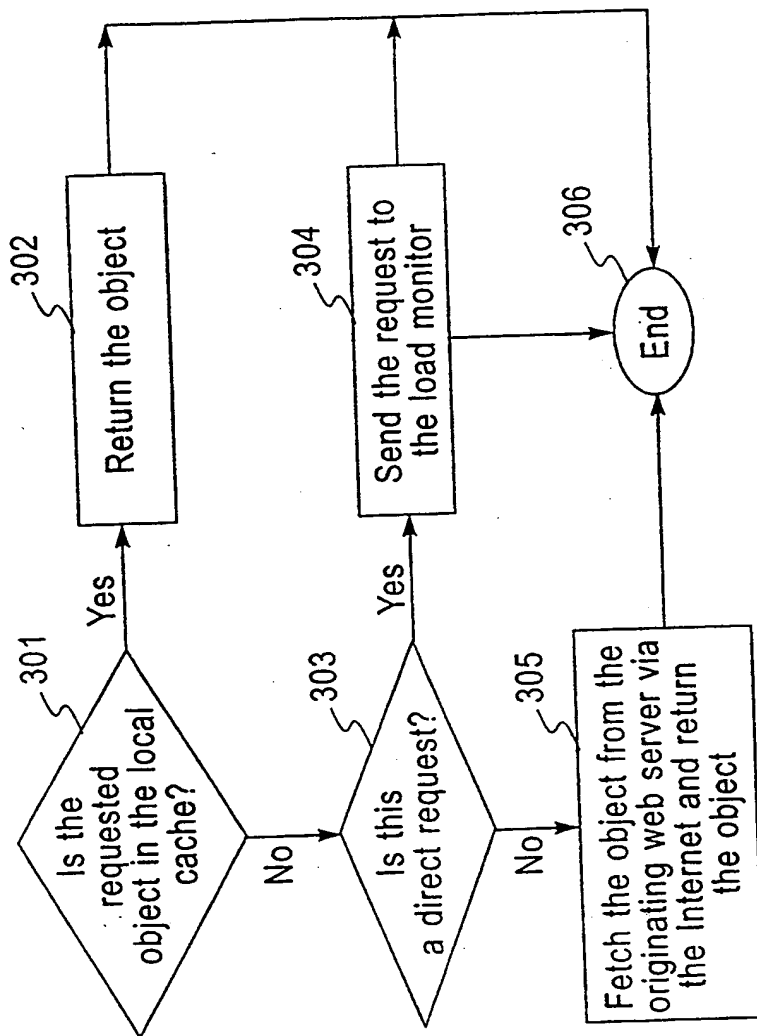 301
Is the
requested
object in the local
cache?
Yes
302
Return the object
No
303
Is this
a direct request?
Yes
304
Send the request to
the load monitor
No
305
Fetch the object from the
originating web server via
the Internet and return
the object
306
End